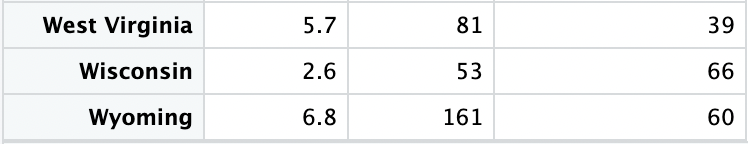 West Virginia 5.7 81 39
Wisconsin 2.6 53 66
Wyoming 6.8 161 60